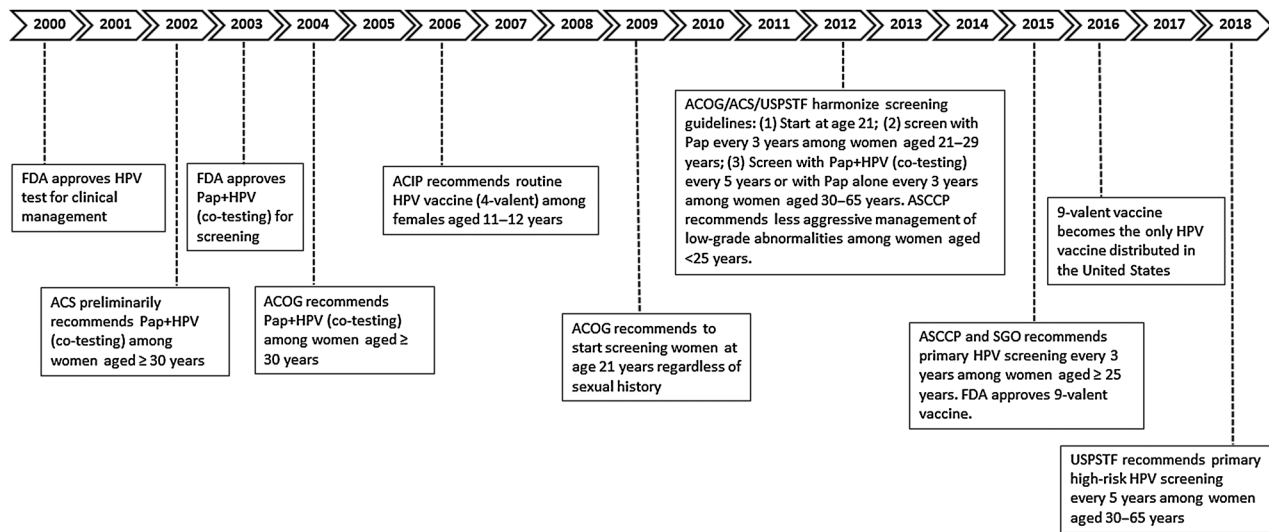 2000 2001 2002 2003 2004 2005 2006 2007 2008 2009 2010 2011 2012 2013 2014 2015 2016 2017 2018
FDA approves HPV
test for clinical
management
ACS preliminarily
recommends Pap+HPV
(co-testing) among
women aged ≥ 30 years
FDA approves
Pap+HPV
(co-testing) for
screening
ACOG recommends
Pap+HPV (co-testing)
among women aged ≥
30 years
ACIP recommends routine
HPV vaccine (4-valent) among
females aged 11–12 years
ACOG recommends to
start screening women at
age 21 years regardless of
sexual history
ACOG/ACS/USPSTF harmonize screening
guidelines: (1) Start at age 21; (2) screen with
Pap every 3 years among women aged 21–29
years; (3) Screen with Pap+HPV (co-testing)
every 5 years or with Pap alone every 3 years
among women aged 30–65 years. ASCCP
recommends less aggressive management of
low-grade abnormalities among women aged
<25 years.
ASCCP and SGO recommends
primary HPV screening every 3
years among women aged ≥ 25
years. FDA approves 9-valent
vaccine.
9-valent vaccine
becomes the only HPV
vaccine distributed in
the United States
USPSTF recommends primary
high-risk HPV screening
every 5 years among women
aged 30–65 years